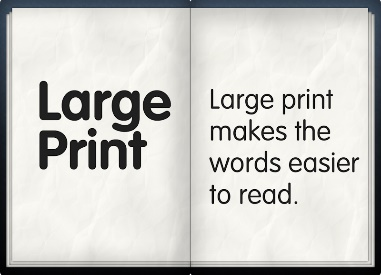 Large
Print
Large print
makes the
words easier
to read.